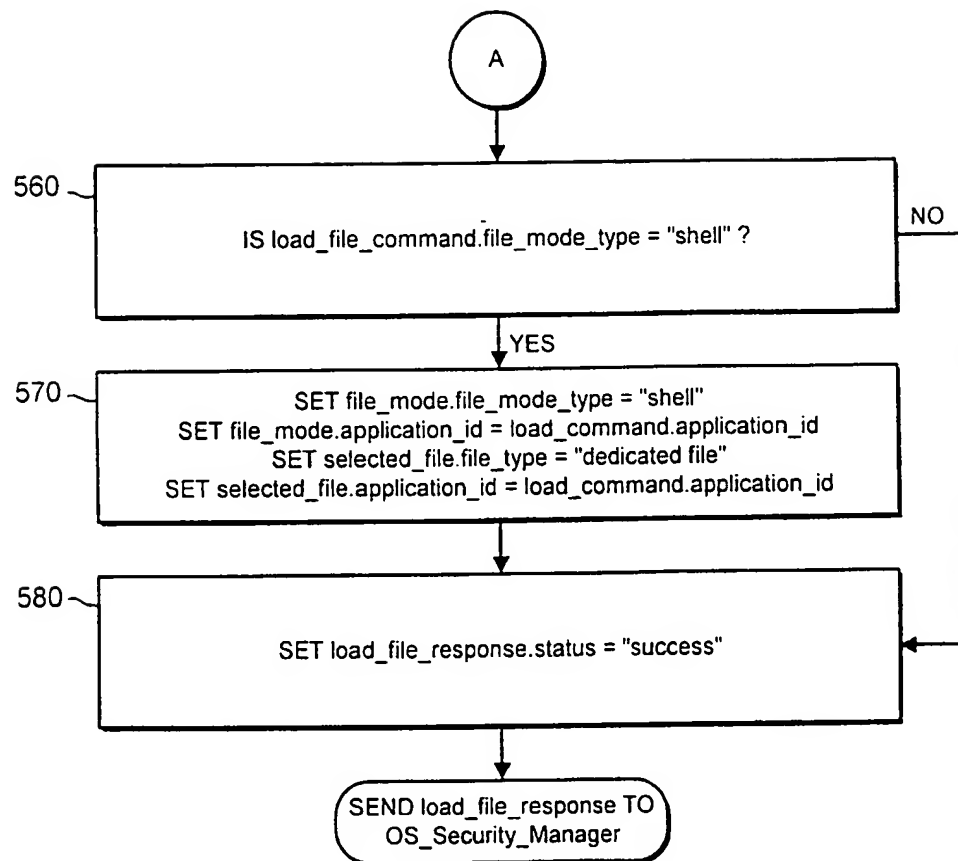 A
560
IS load_file_command.file_mode_type = "shell" ?
NO
YES
570
SET file_mode.file_mode_type = "shell"
SET file_mode.application_id = load_command.application_id
SET selected_file.file_type = "dedicated file"
SET selected_file.application_id = load_command.application_id
580
SET load_file_response.status = "success"
SEND load_file_response TO
OS_Security_Manager